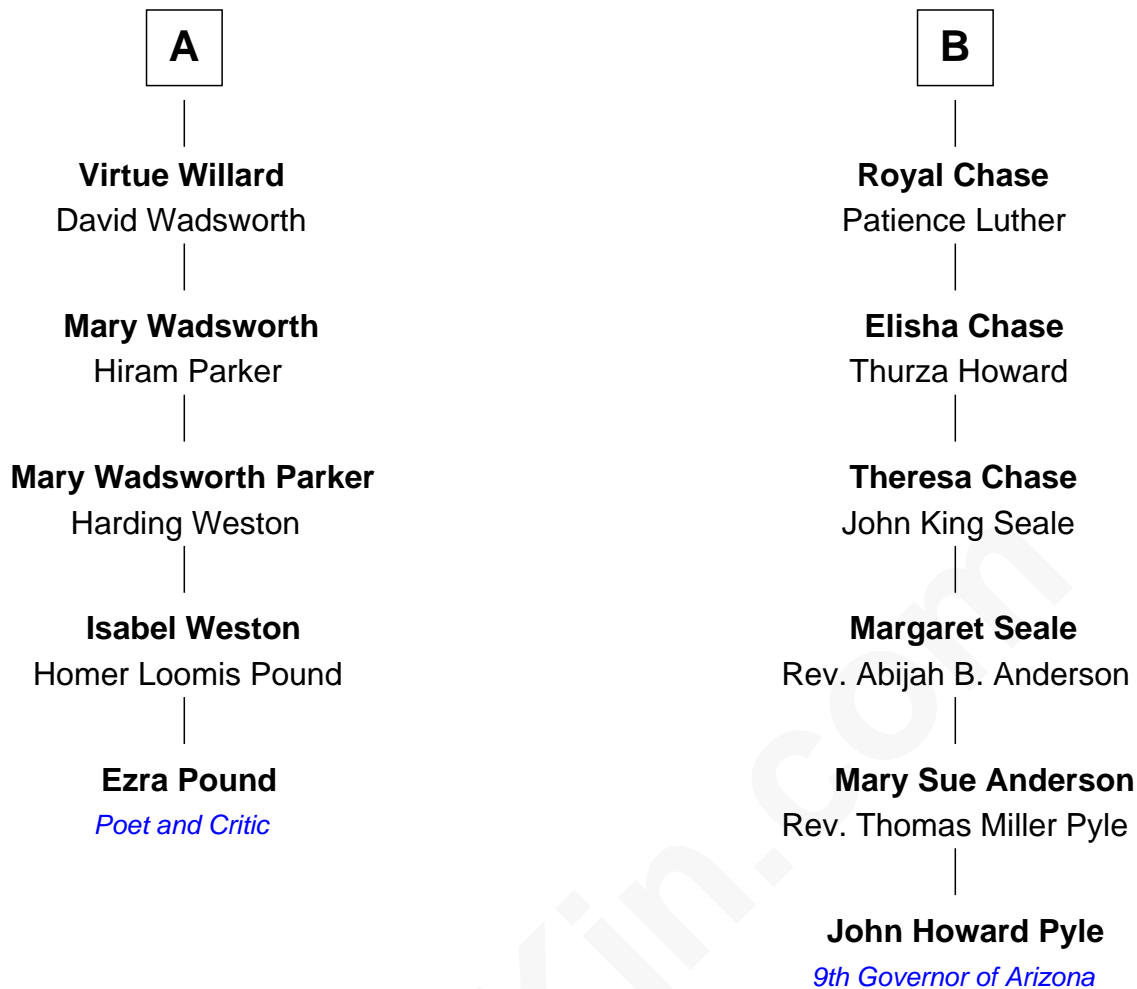 A
Virtue Willard
David Wadsworth
Mary Wadsworth
Hiram Parker
Mary Wadsworth Parker
Harding Weston
Isabel Weston
Homer Loomis Pound
Ezra Pound
Poet and Critic
B
Royal Chase
Patience Luther
Elisha Chase
Thurza Howard
Theresa Chase
John King Seale
Margaret Seale
Rev. Abijah B. Anderson
Mary Sue Anderson
Rev. Thomas Miller Pyle
John Howard Pyle
9th Governor of Arizona
in.com